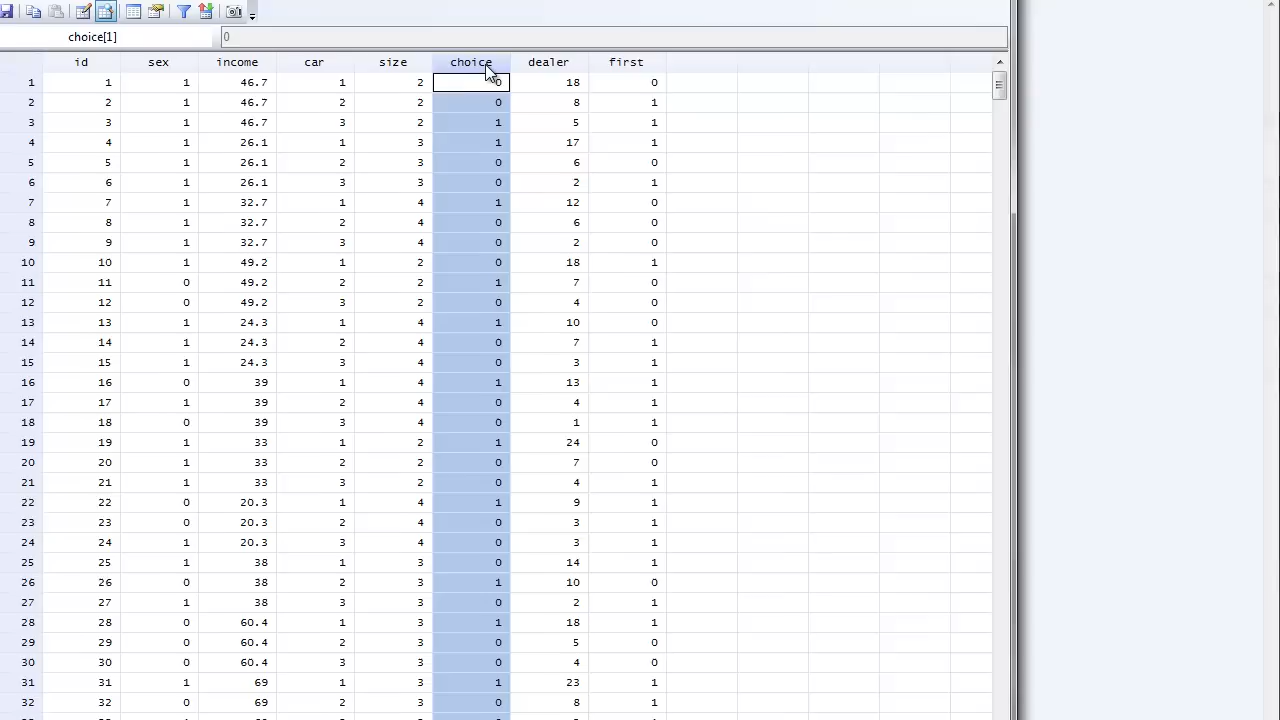 choice[1] 0
id sex income car size choice dealer first
1 1 1 46.7 1 2 0 18 0
2 2 1 46.7 2 2 0 8 1
3 3 1 46.7 3 2 1 5 1
4 4 1 26.1 1 3 1 17 1
5 5 1 26.1 2 3 0 6 0
6 6 1 26.1 3 3 0 2 1
7 7 1 32.7 1 4 1 12 0
8 8 1 32.7 2 4 0 6 0
9 9 1 32.7 3 4 0 2 0
10 10 1 49.2 1 2 0 18 1
11 11 0 49.2 2 2 1 7 0
12 12 0 49.2 3 2 0 4 0
13 13 1 24.3 1 4 1 10 0
14 14 1 24.3 2 4 0 7 1
15 15 1 24.3 3 4 0 3 1
16 16 0 39 1 4 1 13 1
17 17 1 39 2 4 0 4 1
18 18 0 39 3 4 0 1 1
19 19 1 33 1 2 1 24 0
20 20 1 33 2 2 0 7 0
21 21 1 33 3 2 0 4 1
22 22 0 20.3 1 4 1 9 1
23 23 0 20.3 2 4 0 3 1
24 24 1 20.3 3 4 0 3 1
25 25 1 38 1 3 0 14 1
26 26 0 38 2 3 1 10 0
27 27 1 38 3 3 0 2 1
28 28 0 60.4 1 3 1 18 1
29 29 0 60.4 2 3 0 5 0
30 30 0 60.4 3 3 0 4 0
31 31 1 69 1 3 1 23 1
32 32 0 69 2 3 0 8 1